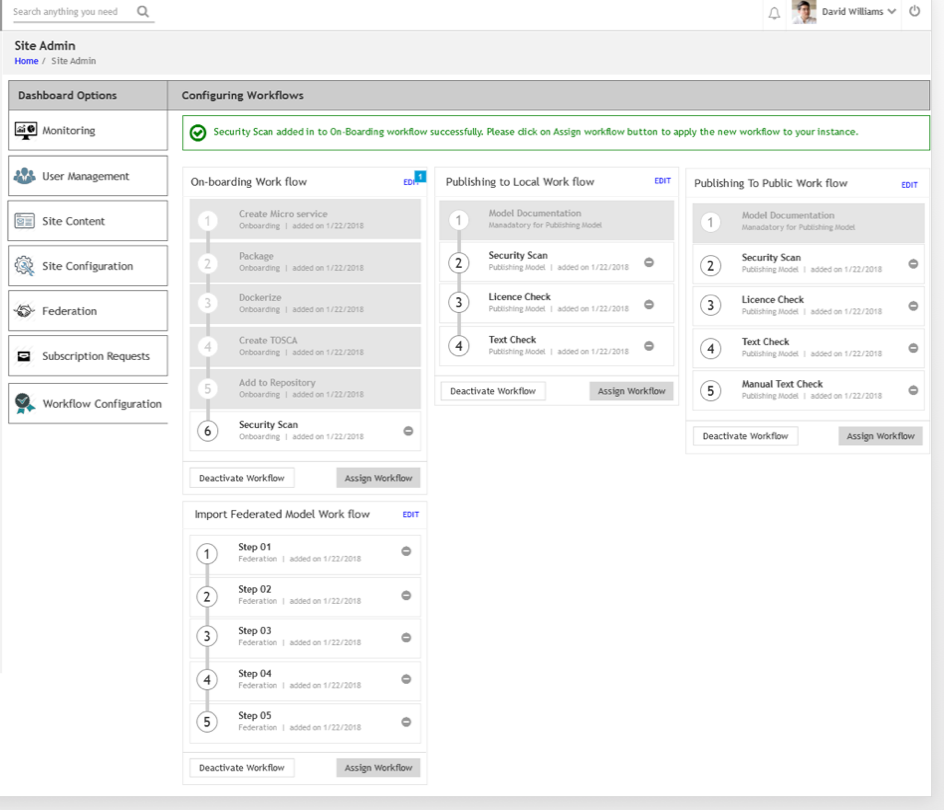 Search anything you need
David Williams
Site Admin
Home / Site Admin
Dashboard Options
Configuring Workflows
Monitoring
User Management
Site Content
Site Configuration
Federation
Subscription Requests
Workflow Configuration
Security Scan added in to On-Boarding workflow successfully. Please click on Assign workflow button to apply the new workflow to your instance.
On-boarding Work flow
EDIT
1
1
Create Micro service
Onboarding | added on 1/22/2018
2
Package
Onboarding | added on 1/22/2018
3
Dockerize
Onboarding | added on 1/22/2018
4
Create TOSCA
Onboarding | added on 1/22/2018
5
Add to Repository
Onboarding | added on 1/22/2018
6
Security Scan
Onboarding | added on 1/22/2018
Deactivate Workflow
Assign Workflow
Publishing to Local Work flow
EDIT
1
Model Documentation
Manadatory for Publishing Model
2
Security Scan
Publishing Model | added on 1/22/2018
3
Licence Check
Publishing Model | added on 1/22/2018
4
Text Check
Publishing Model | added on 1/22/2018
Deactivate Workflow
Assign Workflow
Publishing To Public Work flow
EDIT
1
Model Documentation
Manadatory for Publishing Model
2
Security Scan
Publishing Model | added on 1/22/2018
3
Licence Check
Publishing Model | added on 1/22/2018
4
Text Check
Publishing Model | added on 1/22/2018
5
Manual Text Check
Publishing Model | added on 1/22/2018
Deactivate Workflow
Assign Workflow
Import Federated Model Work flow
EDIT
1
Step 01
Federation | added on 1/22/2018
2
Step 02
Federation | added on 1/22/2018
3
Step 03
Federation | added on 1/22/2018
4
Step 04
Federation | added on 1/22/2018
5
Step 05
Federation | added on 1/22/2018
Deactivate Workflow
Assign Workflow